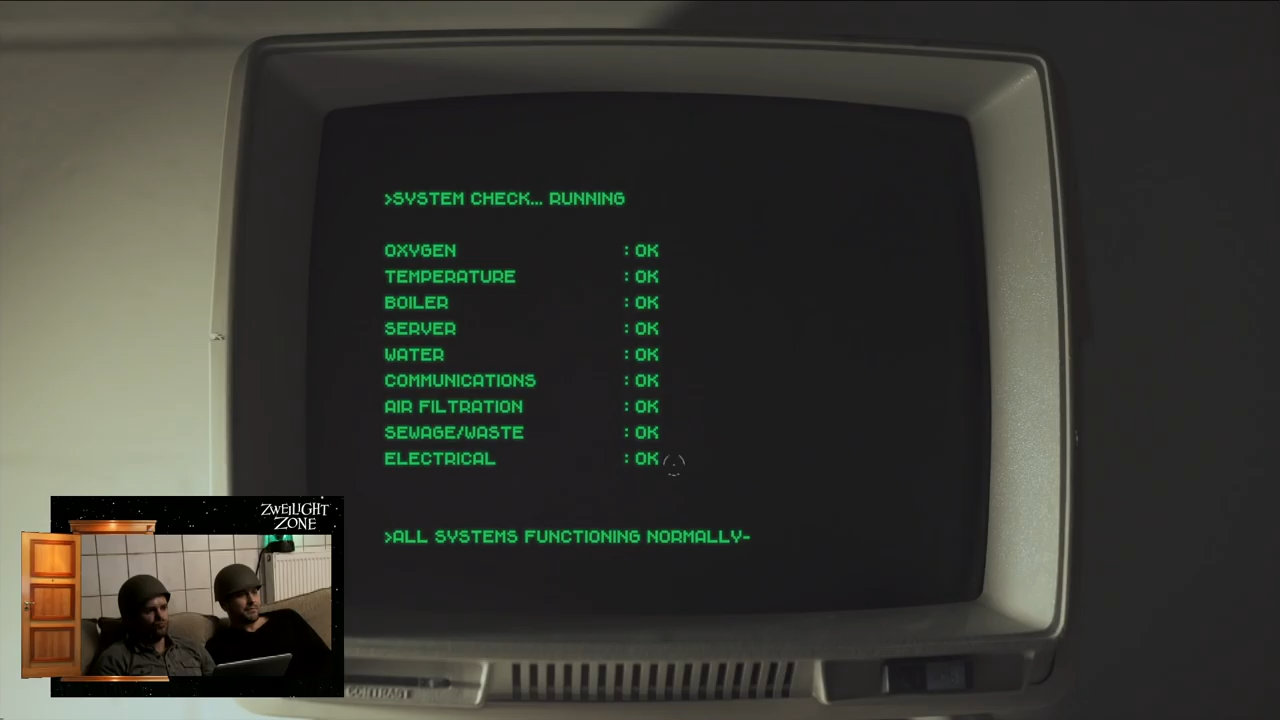 >SYSTEM CHECK... RUNNING
OXYGEN : OK
TEMPERATURE : OK
BOILER : OK
SERVER : OK
WATER : OK
COMMUNICATIONS : OK
AIR FILTRATION : OK
SEWAGE/WASTE : OK
ELECTRICAL : OK
>ALL SYSTEMS FUNCTIONING NORMALLY-
ZWEILIGHT
ZONE
CONTRAST